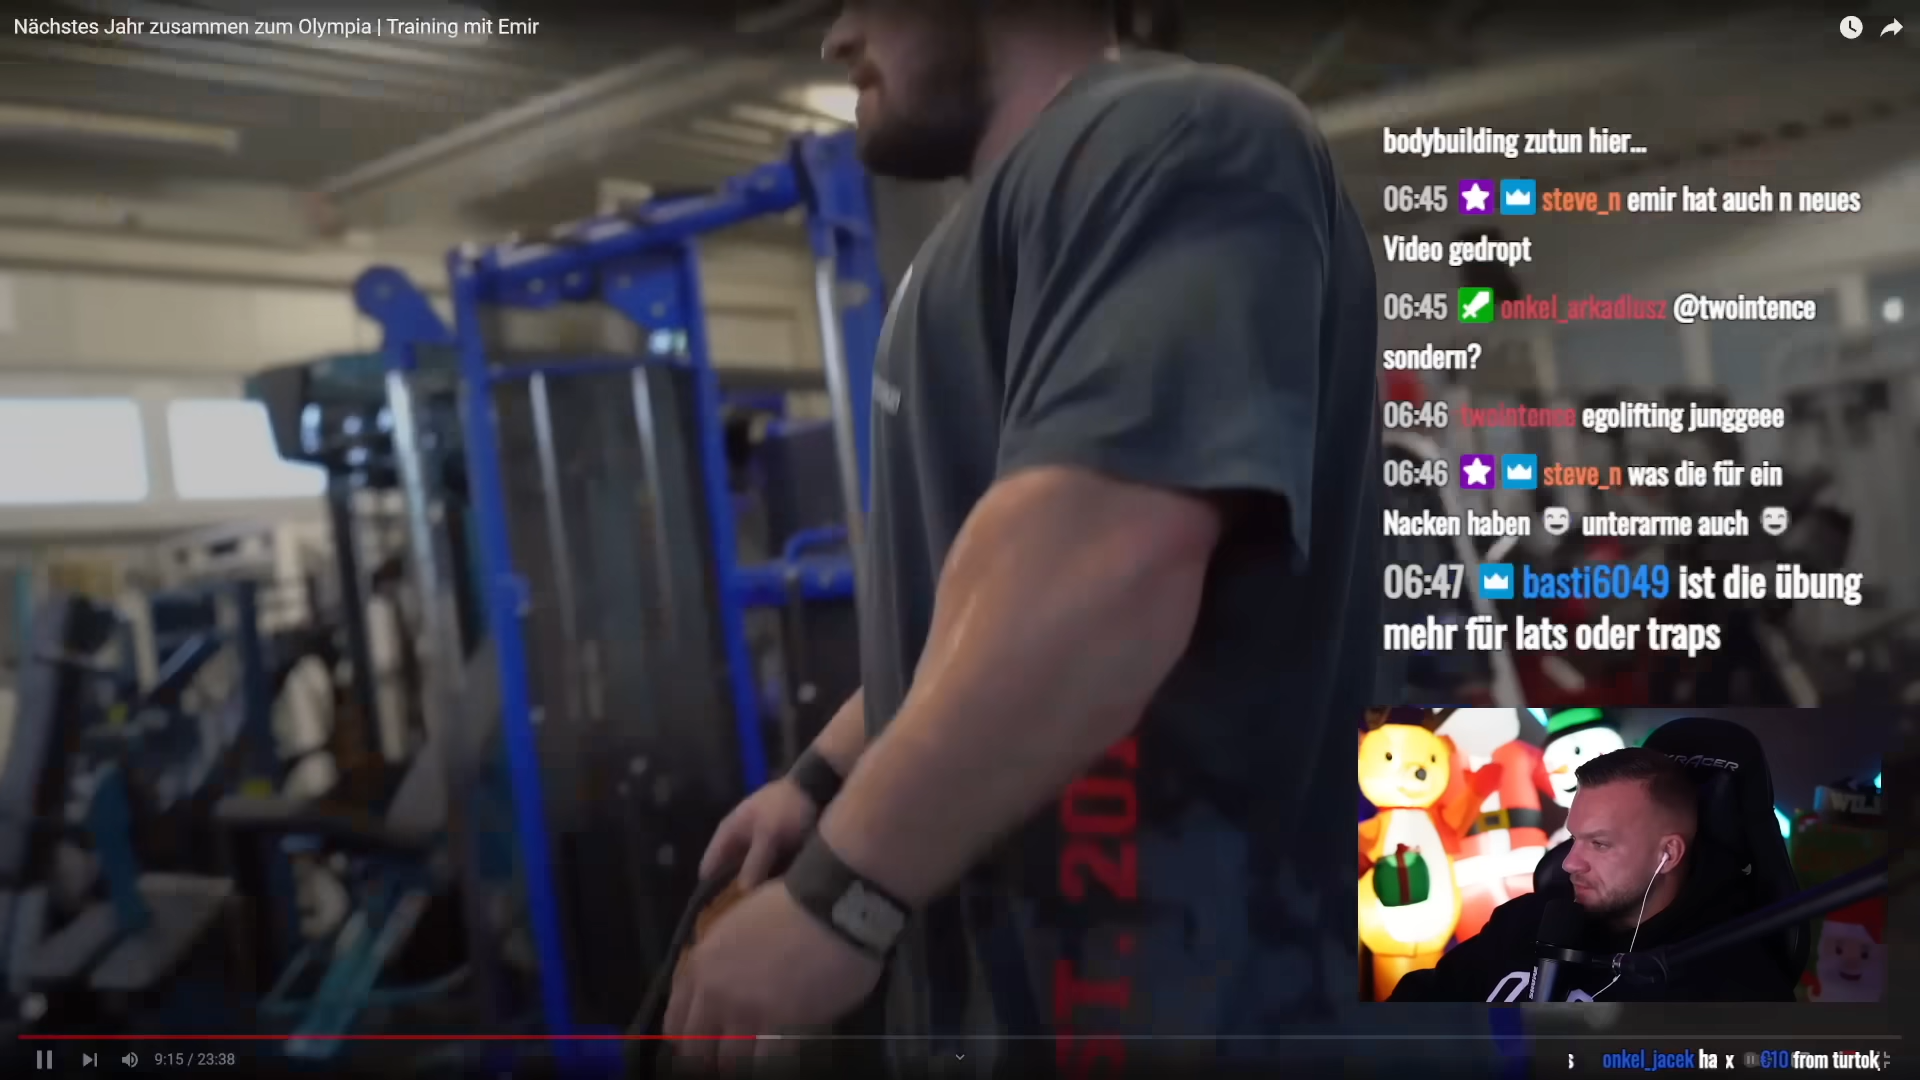 Nächstes Jahr zusammen zum Olympia | Training mit Emir
bodybuilding zutun hier...
06:45 steve_n emir hat auch n neues
Video gedropt
06:45 onkel_arkadiusz @twointence
sondern?
06:46 twointence egolifting junggeee
06:46 steve_n was die für ein
Nacken haben unterarme auch
06:47 basti6049 ist die übung
mehr für lats oder traps
ST. 201
9:15 / 23:38
onkel_jacek ha x €10 from turtok